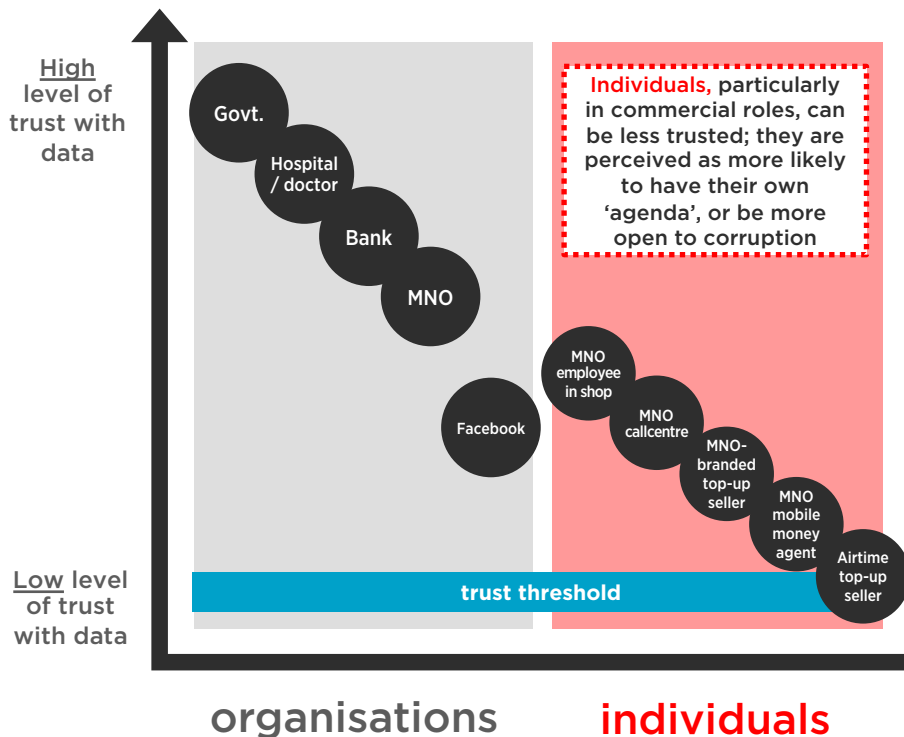 High
level of
trust with
data
Govt.
Hospital
/ doctor
Bank
MNO
Facebook
Individuals, particularly
in commercial roles, can
be less trusted; they are
perceived as more likely
to have their own
‘agenda’, or be more
open to corruption
MNO
employee
in shop
MNO
callcentre
MNO-
branded
top-up
seller
MNO
mobile
money
agent
Airtime
top-up
seller
Low level
of trust
with data
trust threshold
organisations
individuals